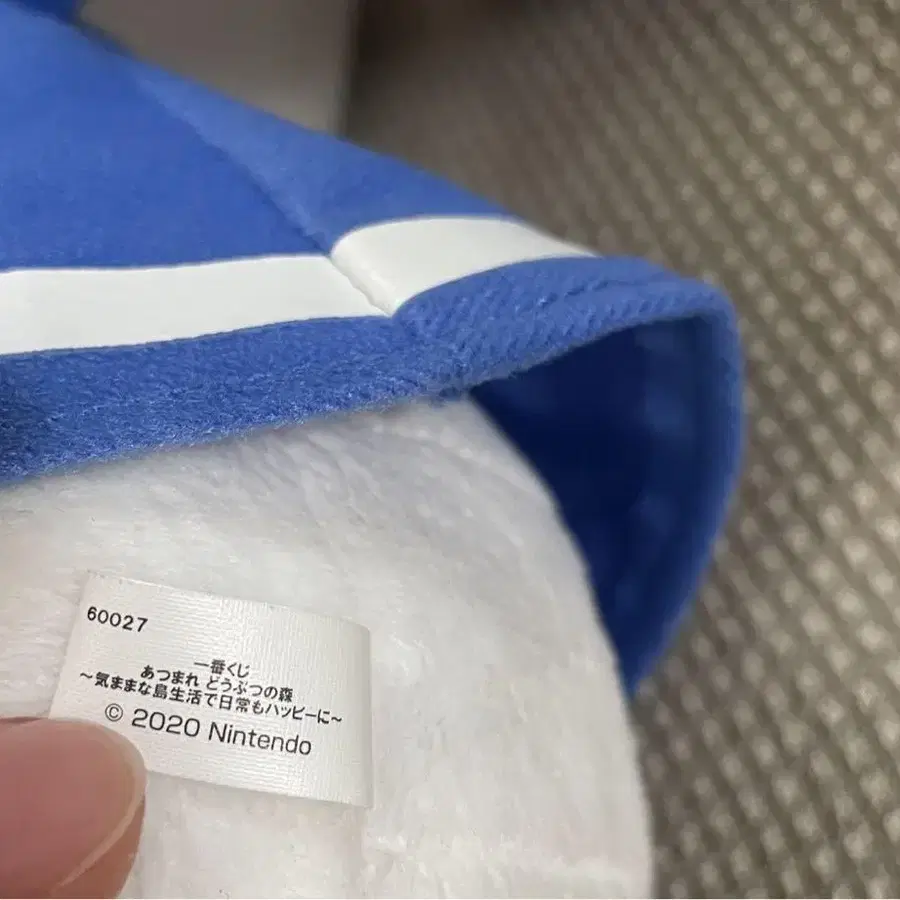 60027
一番くじ
あつまれ どうぶつの森
～気ままな島生活で日常もハッピーに～
© 2020 Nintendo